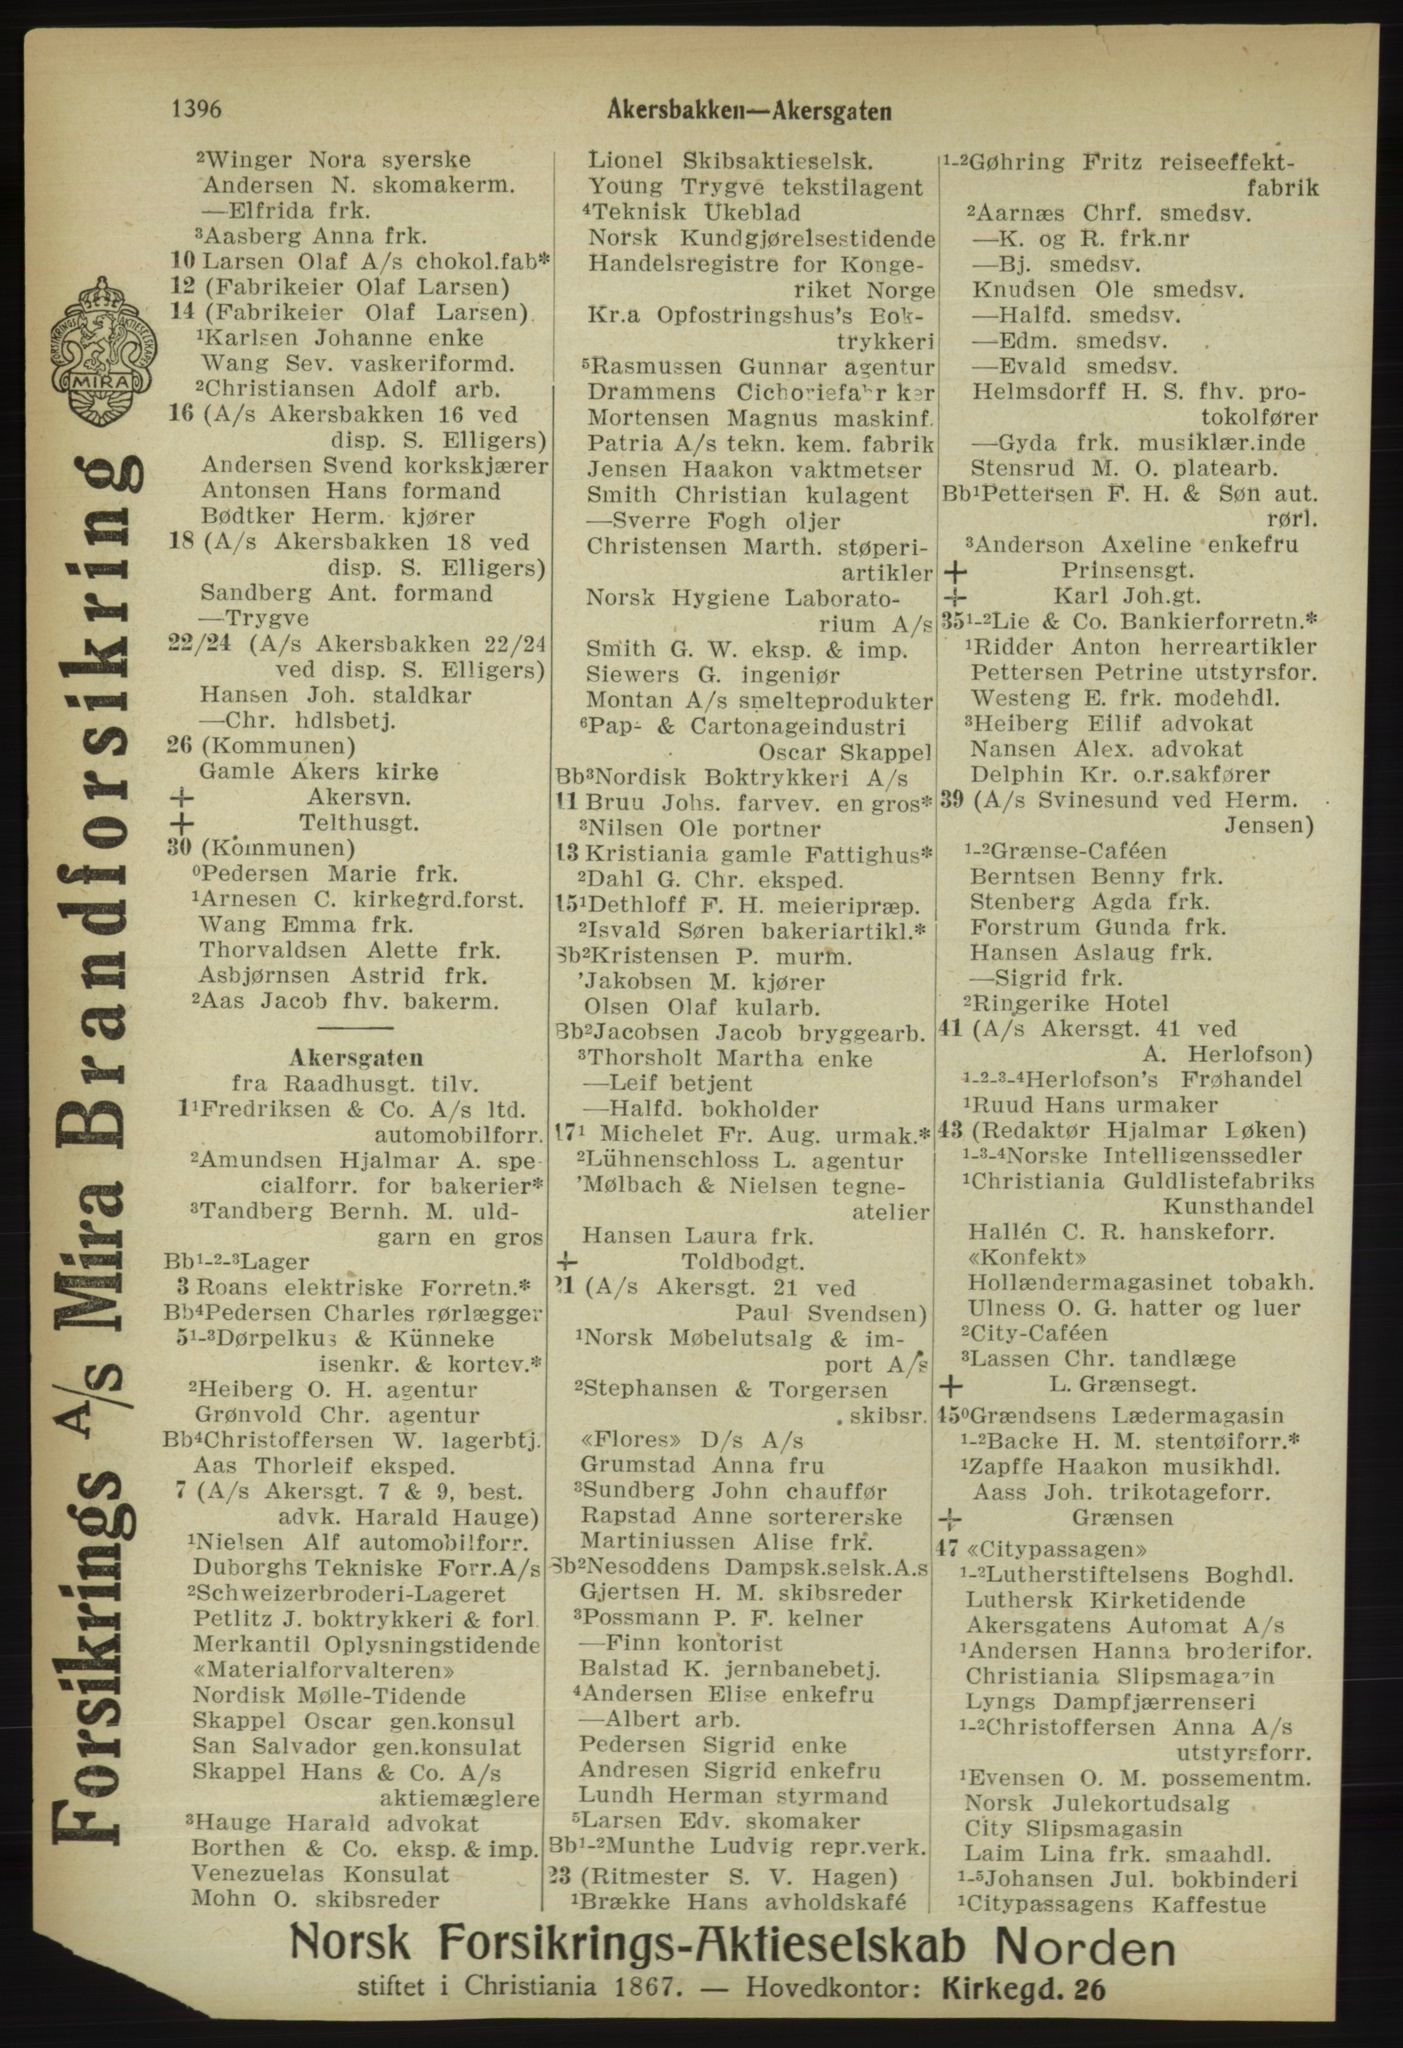 1396
Akersbakken—Akersgaten
²Winger Nora syerske
Andersen N. skomakerm.
—Elfrida frk.
³Aasberg Anna frk.
10 Larsen Olaf A/s chokol.fab*
12 (Fabrikeier Olaf Larsen)
14 (Fabrikeier Olaf Larsen)
¹Karlsen Johanne enke
Wang Sev. vaskeriformd.
²Christiansen Adolf arb.
16 (A/s Akersbakken 16 ved
disp. S. Elligers)
Andersen Svend korkskjærer
Antonsen Hans formand
Bødtker Herm. kjører
18 (A/s Akersbakken 18 ved
disp. S. Elligers)
Sandberg Ant. formand
—Trygve
22/24 (A/s Akersbakken 22/24
ved disp. S. Elligers)
Hansen Joh. staldkar
—Chr. hdlsbetj.
26 (Kommunen)
Gamle Akers kirke
+ Akersvn.
+ Telthusgt.
30 (Kommunen)
⁰Pedersen Marie frk.
¹Arnesen C. kirkegrd.forst.
Wang Emma frk.
Thorvaldsen Alette frk.
Asbjørnsen Astrid frk.
²Aas Jacob fhv. bakerm.
Akersgaten
fra Raadhusgt. tilv.
1¹Fredriksen & Co. A/s ltd.
automobilforr.
²Amundsen Hjalmar A. spe-
cialforr. for bakerier*
³Tandberg Bernh. M. uld-
garn en gros
Bb¹-²-³Lager
3 Roans elektriske Forretn.*
Bb⁴Pedersen Charles rørlægger
5¹-³Dørpelkus & Künneke
isenkr. & kortev.*
²Heiberg O. H. agentur
Grønvold Chr. agentur
Bb⁴Christoffersen W. lagerbtj.
Aas Thorleif eksped.
7 (A/s Akersgt. 7 & 9, best.
advk. Harald Hauge)
¹Nielsen Alf automobilforr.
Duborghs Tekniske Forr.A/s
²Schweizerbroderi-Lageret
Petlitz J. boktrykkeri & forl
Merkantil Oplysningstidende
«Materialforvalteren»
Nordisk Mølle-Tidende
Skappel Oscar gen.konsul
San Salvador gen.konsulat
Skappel Hans & Co. A/s
aktiemæglere
³Hauge Harald advokat
Borthen & Co. eksp. & imp.
Venezuelas Konsulat
Mohn O. skibsreder
Lionel Skibsaktieselsk.
Young Trygve tekstilagent
⁴Teknisk Ukeblad
Norsk Kundgjørelsestidende
Handelsregistre for Konge-
riket Norge
Kr.a Opfostringshus's Bok-
trykkeri
⁵Rasmussen Gunnar agentur
Drammens Cichoriefabrikker
Mortensen Magnus maskinf.
Patria A/s tekn. kem. fabrik
Jensen Haakon vaktmetser
Smith Christian kulagent
—Sverre Fogh oljer
Christensen Marth. støperi-
artikler
Norsk Hygiene Laborato-
rium A/s
Smith G. W. eksp. & imp.
Siewers G. ingeniør
Montan A/s smelteprodukter
⁶Pap- & Cartonageindustri
Oscar Skappel
Bb³Nordisk Boktrykkeri A/s
11 Bruu Johs. farvev. en gros*
³Nilsen Ole portner
13 Kristiania gamle Fattighus*
²Dahl G. Chr. eksped.
15¹Dethloff F. H. meieripræp.
²Isvald Søren bakeriartikl.*
Bb²Kristensen P. murm.
'Jakobsen M. kjører
Olsen Olaf kularb.
Bb²Jacobsen Jacob bryggearb.
³Thorsholt Martha enke
—Leif betjent
—Halfd. bokholder
17¹ Michelet Fr. Aug. urmak.*
²Lühnenschloss L. agentur
'Mølbach & Nielsen tegne-
atelier
Hansen Laura frk.
+ Toldbodgt.
21 (A/s Akersgt. 21 ved
Paul Svendsen)
¹Norsk Møbelutsalg & im-
port A/s
²Stephansen & Torgersen
skibsr.
«Flores» D/s A/s
Grumstad Anna fru
³Sundberg John chauffør
Rapstad Anne sortererske
Martiniussen Alise frk.
Bb²Nesoddens Dampsk.selsk.A.s
Gjertsen H. M. skibsreder
³Possmann P. F. kelner
—Finn kontorist
Balstad K. jernbanebetj.
⁴Andersen Elise enkefru
—Albert arb.
Pedersen Sigrid enke
Andresen Sigrid enkefru
Lundh Herman styrmand
⁵Larsen Edv. skomaker
Bb¹-²Munthe Ludvig repr.verk.
23 (Ritmester S. V. Hagen)
¹Brække Hans avholdskafé
¹-²Gøhring Fritz reiseeffekt-
fabrik
²Aarnæs Chrf. smedsv.
—K. og R. frk.nr
—Bj. smedsv.
Knudsen Ole smedsv.
—Halfd. smedsv.
—Edm. smedsv.
—Evald smedsv.
Helmsdorff H. S. fhv. pro-
tokolfører
—Gyda frk. musiklær.inde
Stensrud M. O. platearb.
Bb¹Pettersen F. H. & Søn aut.
rørl.
³Anderson Axeline enkefru
+ Prinsensgt.
+ Karl Joh.gt.
35¹-²Lie & Co. Bankierforretn.*
¹Ridder Anton herreartikler
Pettersen Petrine utstyrsfor.
Westeng E. frk. modehdl.
³Heiberg Eilif advokat
Nansen Alex. advokat
Delphin Kr. o.r.sakfører
39 (A/s Svinesund ved Herm.
Jensen)
¹-²Grænse-Caféen
Berntsen Benny frk.
Stenberg Agda frk.
Forstrum Gunda frk.
Hansen Aslaug frk.
—Sigrid frk.
²Ringerike Hotel
41 (A/s Akersgt. 41 ved
A. Herlofson)
¹-²-³-⁴Herlofson's Frøhandel
¹Ruud Hans urmaker
43 (Redaktør Hjalmar Løken)
¹-³-⁴Norske Intelligenssedler
¹Christiania Guldlistefabriks
Kunsthandel
Hallén C. R. hanskeforr.
«Konfekt»
Hollændermagasinet tobakh.
Ulness O. G. hatter og luer
²City-Caféen
³Lassen Chr. tandlæge
+ L. Grænsegt.
45⁰Grændsens Lædermagasin
¹-²Backe H. M. stentøiforr.*
¹Zapffe Haakon musikhdl.
Aass Joh. trikotageforr.
+ Grænsen
47 «Citypassagen»
¹-²Lutherstiftelsens Boghdl.
Luthersk Kirketidende
Akersgatens Automat A/s
¹Andersen Hanna broderifor.
Christiania Slipsmagazin
Lyngs Dampfjærrenseri
¹-²Christoffersen Anna A/s
utstyrsforr.
¹Evensen O. M. possementm.
Norsk Julekortudsalg
City Slipsmagasin
Laim Lina frk. smaahdl.
¹-⁵Johansen Jul. bokbinderi
¹Citypassagens Kaffestue
MIRA
Forsikrings A/s Mira Brandforsikring
Norsk Forsikrings-Aktieselskab Norden
stiftet i Christiania 1867. — Hovedkontor: Kirkegd. 26